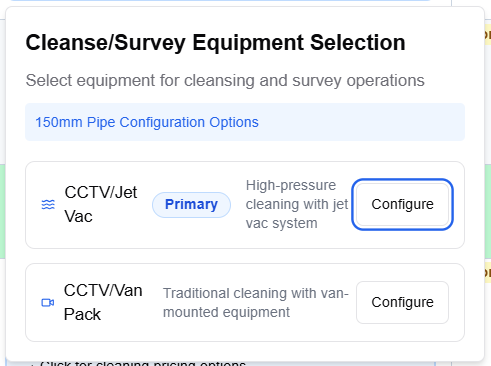 Cleanse/Survey Equipment Selection
Select equipment for cleansing and survey operations
150mm Pipe Configuration Options
CCTV/Jet
Vac
Primary
High-pressure
cleaning with jet
vac system
Configure
CCTV/Van
Pack
Traditional cleaning with van-
mounted equipment
Configure
Click for cleaning pricing options